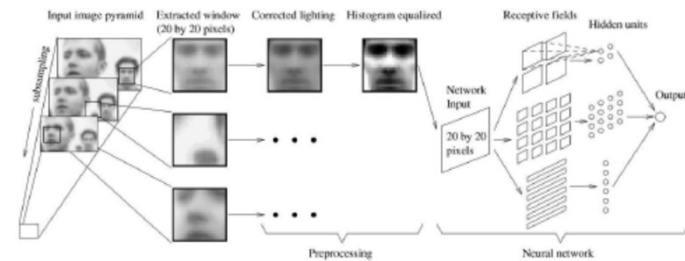 Input image pyramid
Extracted window
(20 by 20 pixels)
Corrected lighting
Histogram equalized
Receptive fields
Hidden units
subsampling
Network
Input
Output
20 by 20
pixels
Preprocessing
Neural network